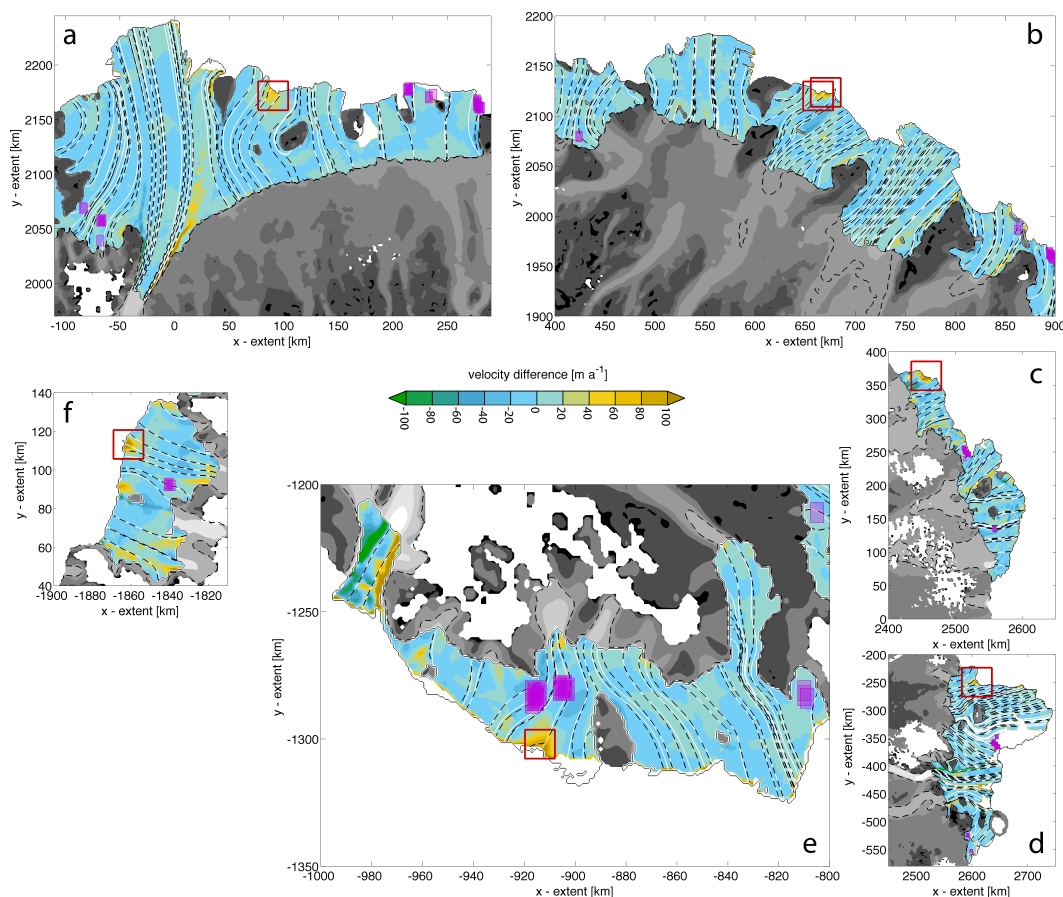 a
2200
2150
2100
2050
2000
y - extent [km]
-100 -50 0 50 100 150 200 250
x - extent [km]
b
2200
2150
2100
2050
2000
1950
1900
y - extent [km]
400 450 500 550 600 650 700 750 800 850 900
x - extent [km]
velocity difference [m a⁻¹]
-100 -80 -60 -40 -20 0 20 40 60 80 100
c
400
350
300
250
200
150
100
50
0
y - extent [km]
2400 2500 2600
x - extent [km]
f
140
120
100
80
60
40
y - extent [km]
-1900 -1880 -1860 -1840 -1820
x - extent [km]
e
-1200
-1250
-1300
-1350
y - extent [km]
-1000 -980 -960 -940 -920 -900 -880 -860 -840 -820 -800
x - extent [km]
-200
-250
-300
-350
-400
-450
-500
-550
y - extent [km]
d
2500 2600 2700
x - extent [km]